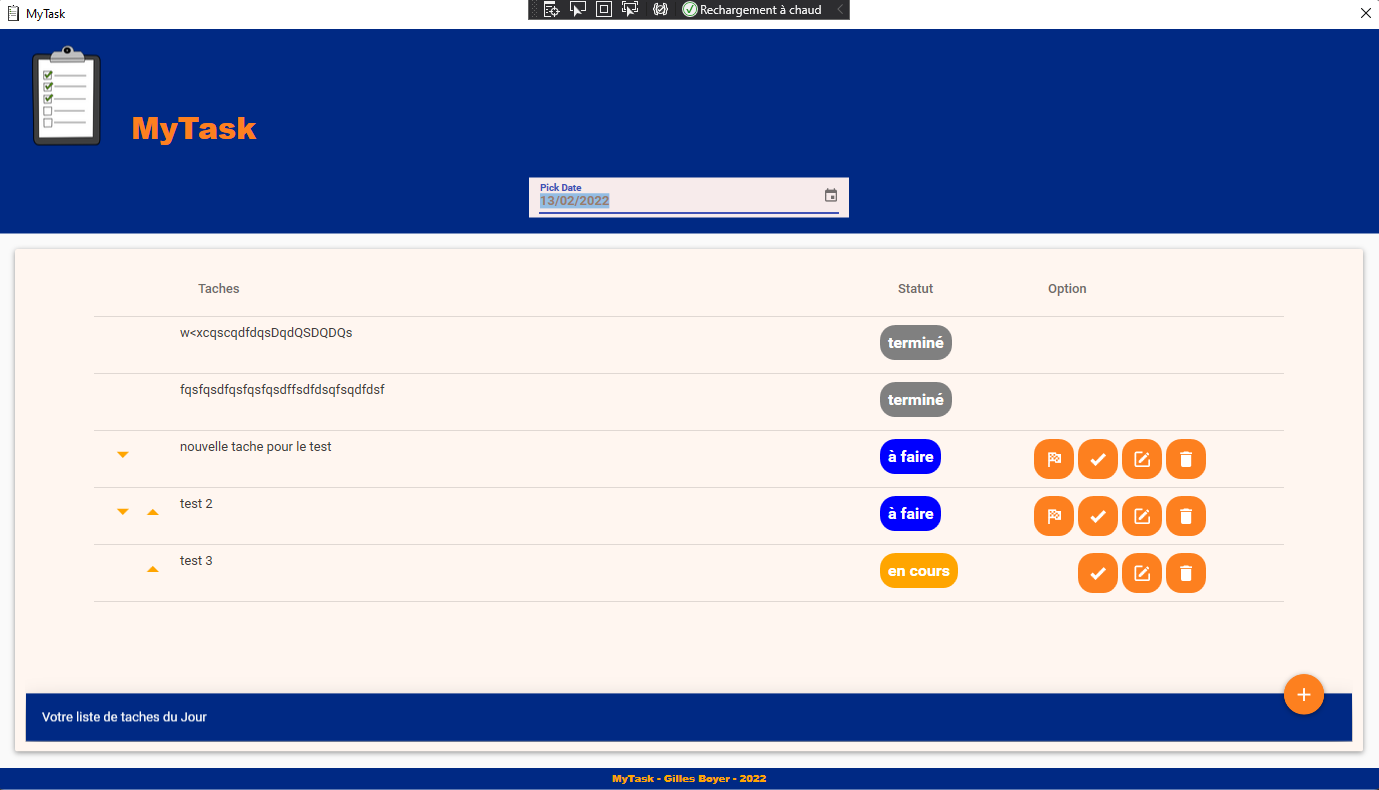 MyTask
Rechargement à chaud
MyTask
Pick Date
13/02/2022
Taches Statut Option
w<xcqscqdfdqsDqdQSDQDQs terminé
fqsfqsdfqsfqsfqsdffsdfdsqfsqdfdsf terminé
nouvelle tache pour le test à faire
test 2 à faire
test 3 en cours
Votre liste de taches du Jour
MyTask - Gilles Boyer - 2022